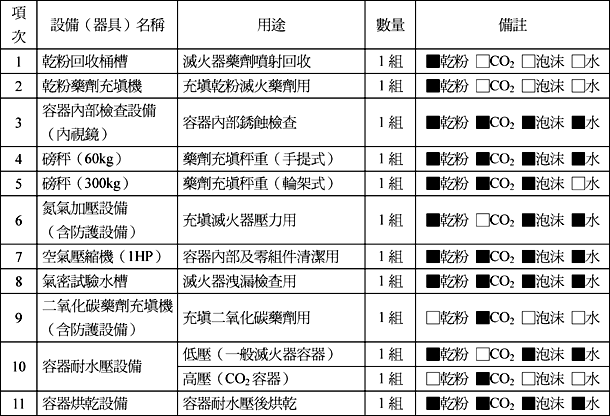 項次 設備（器具）名稱 用途 數量 備註
1 乾粉回收桶槽 滅火器藥劑噴射回收 1 組 ■乾粉 □CO₂ □泡沫 □水
2 乾粉藥劑充填機 充填乾粉滅火藥劑用 1 組 ■乾粉 □CO₂ □泡沫 □水
3 容器內部檢查設備（內視鏡） 容器內部銹蝕檢查 1 組 ■乾粉 ■CO₂ ■泡沫 ■水
4 磅秤（60kg） 藥劑充填秤重（手提式） 1 組 ■乾粉 ■CO₂ ■泡沫 ■水
5 磅秤（300kg） 藥劑充填秤重（輪架式） 1 組 ■乾粉 ■CO₂ ■泡沫 □水
6 氮氣加壓設備（含防護設備） 充填滅火器壓力用 1 組 ■乾粉 □CO₂ ■泡沫 ■水
7 空氣壓縮機（1HP） 容器內部及零組件清潔用 1 組 ■乾粉 ■CO₂ ■泡沫 ■水
8 氣密試驗水槽 滅火器洩漏檢查用 1 組 ■乾粉 ■CO₂ ■泡沫 ■水
9 二氧化碳藥劑充填機（含防護設備） 充填二氧化碳藥劑用 1 組 □乾粉 ■CO₂ □泡沫 □水
10 容器耐水壓設備 低壓（一般滅火器容器） 1 組 ■乾粉 □CO₂ ■泡沫 ■水
高壓（CO₂ 容器） 1 組 □乾粉 ■CO₂ □泡沫 □水
11 容器烘乾設備 容器耐水壓後烘乾 1 組 ■乾粉 ■CO₂ ■泡沫 ■水